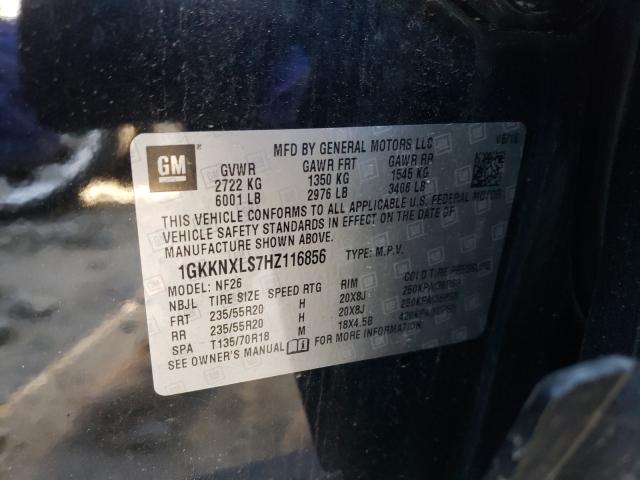 GM
MFD BY GENERAL MOTORS LLC
GVWR GAWR FRT GAWR RR
2722 KG 1350 KG 1545 KG
6001 LB 2976 LB 3406 LB
THIS VEHICLE CONFORMS TO ALL APPLICABLE U.S. FEDERAL MOTOR
VEHICLE SAFETY STANDARDS IN EFFECT ON THE DATE OF
MANUFACTURE SHOWN ABOVE.
1GKKNXLS7HZ116856 TYPE: M.P.V.
MODEL: NF26
NBJL TIRE SIZE SPEED RTG RIM COLD TIRE PRESSURE
FRT 235/55R20 H 20X8J 250KPA/36PSI
RR 235/55R20 H 20X8J 250KPA/36PSI
SPA T135/70R18 M 18X4.5B 420KPA/60PSI
SEE OWNER'S MANUAL FOR MORE INFORMATION